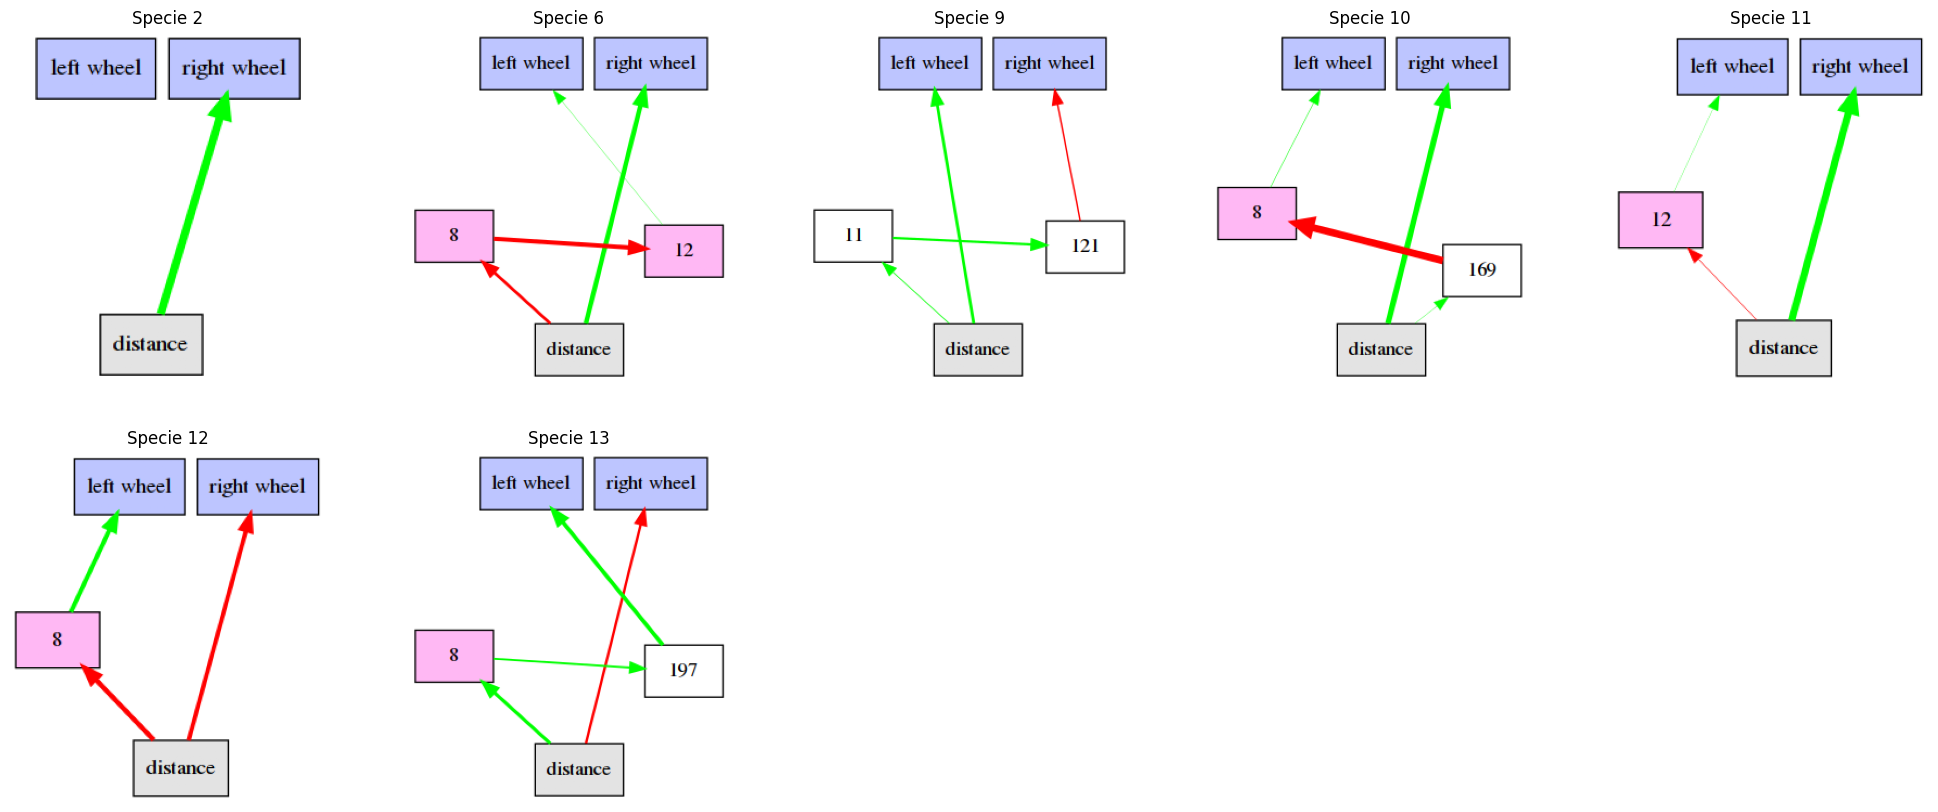 Specie 2
left wheel
right wheel
distance
Specie 6
left wheel
right wheel
8
12
distance
Specie 9
left wheel
right wheel
11
121
distance
Specie 10
left wheel
right wheel
8
169
distance
Specie 11
left wheel
right wheel
12
distance
Specie 12
left wheel
right wheel
8
distance
Specie 13
left wheel
right wheel
8
197
distance